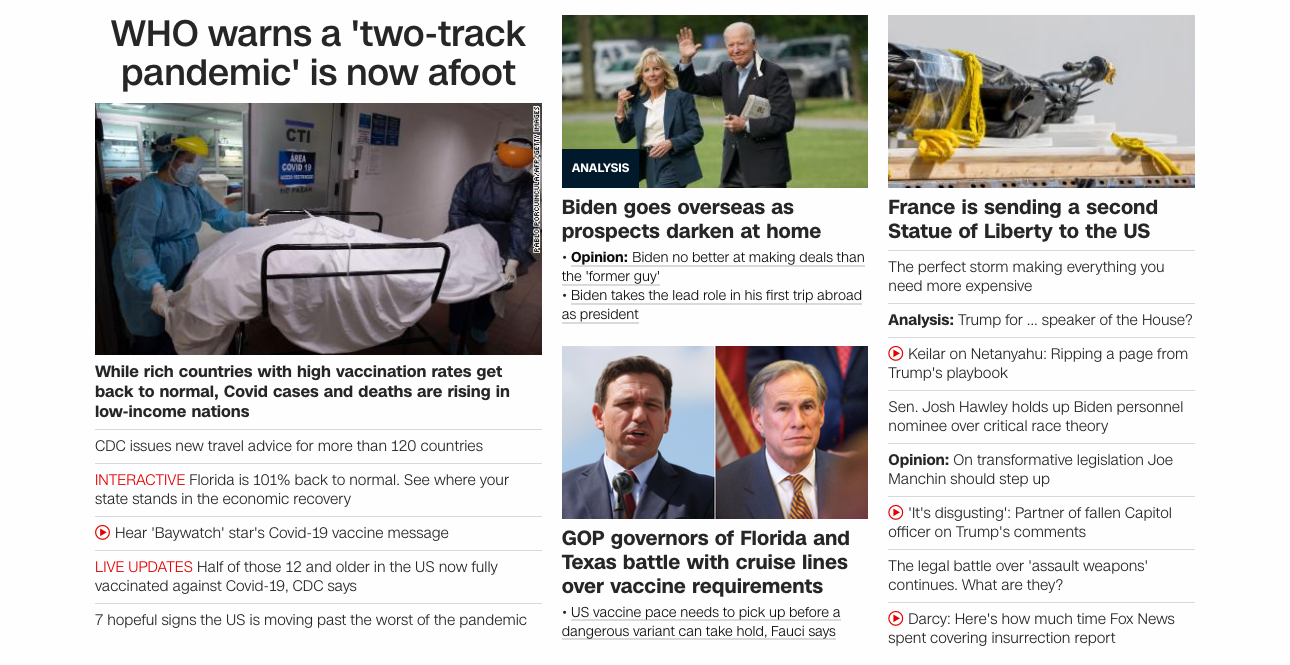 WHO warns a 'two-track
pandemic' is now afoot
CTI
ÁREA
COVID 19
NO PASAR
PABLO PORCIUNCULA/AFP/GETTY IMAGES
While rich countries with high vaccination rates get
back to normal, Covid cases and deaths are rising in
low-income nations
CDC issues new travel advice for more than 120 countries
INTERACTIVE Florida is 101% back to normal. See where your
state stands in the economic recovery
Hear 'Baywatch' star's Covid-19 vaccine message
LIVE UPDATES Half of those 12 and older in the US now fully
vaccinated against Covid-19, CDC says
7 hopeful signs the US is moving past the worst of the pandemic
ANALYSIS
Biden goes overseas as
prospects darken at home
• Opinion: Biden no better at making deals than
the 'former guy'
• Biden takes the lead role in his first trip abroad
as president
GOP governors of Florida and
Texas battle with cruise lines
over vaccine requirements
• US vaccine pace needs to pick up before a
dangerous variant can take hold, Fauci says
France is sending a second
Statue of Liberty to the US
The perfect storm making everything you
need more expensive
Analysis: Trump for ... speaker of the House?
Keilar on Netanyahu: Ripping a page from
Trump's playbook
Sen. Josh Hawley holds up Biden personnel
nominee over critical race theory
Opinion: On transformative legislation Joe
Manchin should step up
'It's disgusting': Partner of fallen Capitol
officer on Trump's comments
The legal battle over 'assault weapons'
continues. What are they?
Darcy: Here's how much time Fox News
spent covering insurrection report